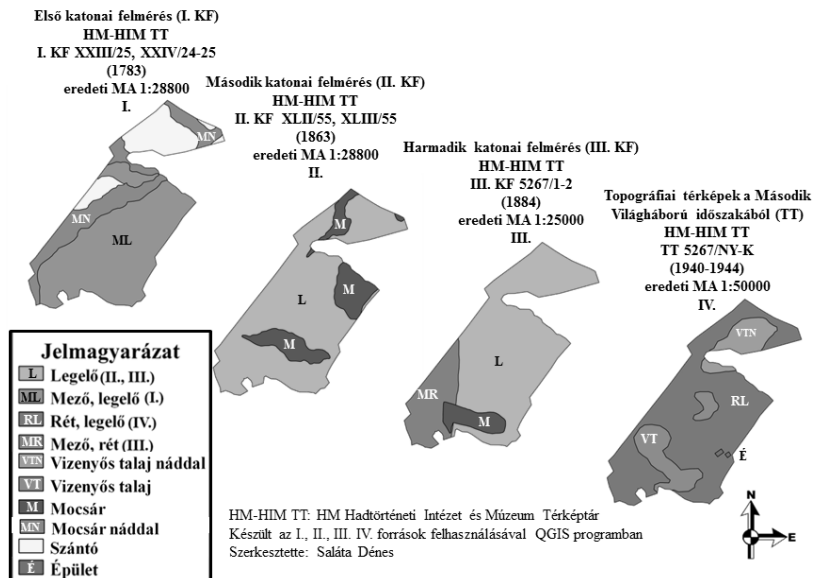 Első katonai felmérés (I. KF)
HM-HIM TT
I. KF XXIII/25, XXIV/24-25
(1783)
eredeti MA 1:28800
I.
MN
MN
ML
Második katonai felmérés (II. KF)
HM-HIM TT
II. KF XLII/55, XLIII/55
(1863)
eredeti MA 1:28800
II.
M
L
M
M
Harmadik katonai felmérés (III. KF)
HM-HIM TT
III. KF 5267/1-2
(1884)
eredeti MA 1:25000
III.
L
MR
M
Topográfiai térképek a Második
Világháború időszakából (TT)
HM-HIM TT
TT 5267/NY-K
(1940-1944)
eredeti MA 1:50000
IV.
VTN
RL
VT
É
Jelmagyarázat
L Legelő (II., III.)
ML Mező, legelő (I.)
RL Rét, legelő (IV.)
MR Mező, rét (III.)
VTN Vizenyős talaj náddal
VT Vizenyős talaj
M Mocsár
MN Mocsár náddal
Szántó
É Épület
HM-HIM TT: HM Hadtörténeti Intézet és Múzeum Térképtár
Készült az I., II., III. IV. források felhasználásával QGIS programban
Szerkesztette: Saláta Dénes
N
E